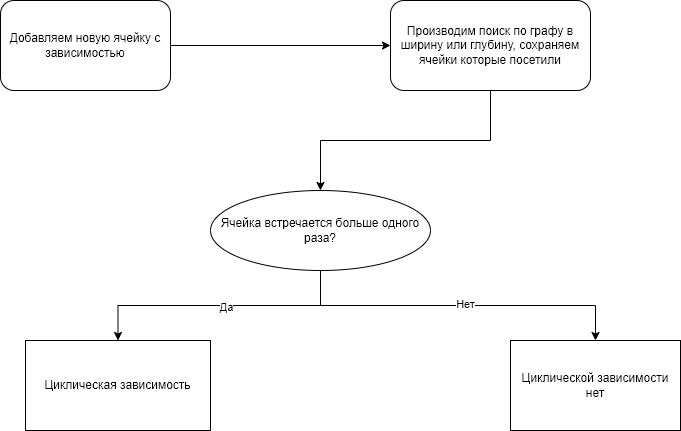 Добавляем новую ячейку с
зависимостью
Производим поиск по графу в
ширину или глубину, сохраняем
ячейки которые посетили
Ячейка встречается больше одного
раза?
Да
Нет
Циклическая зависимость
Циклической зависимости
нет